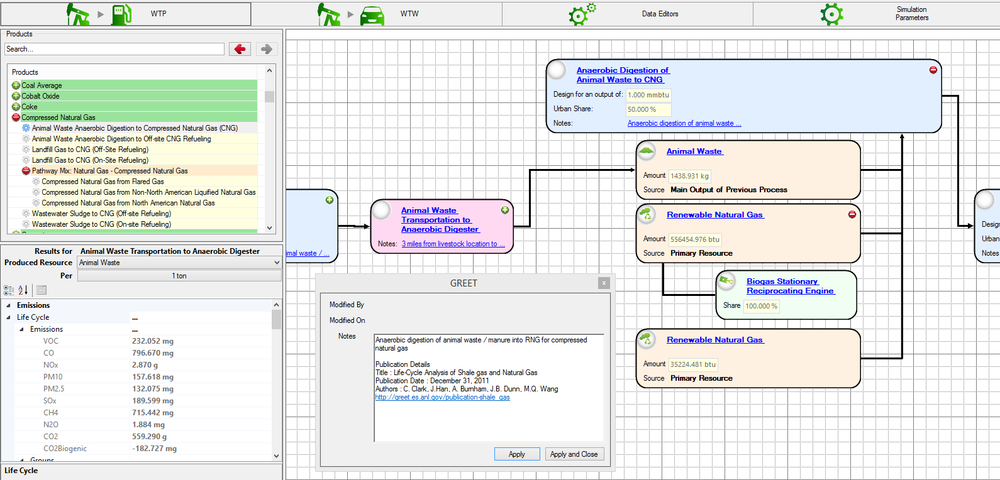 WTP
WTW
Data Editors
Simulation
Parameters
Products
Search...
Products
Coal Average
Cobalt Oxide
Coke
Compressed Natural Gas
Animal Waste Anaerobic Digestion to Compressed Natural Gas (CNG)
Animal Waste Anaerobic Digestion to Off-site CNG Refueling
Landfill Gas to CNG (Off-Site Refueling)
Landfill Gas to CNG (On-Site Refueling)
Pathway Mix: Natural Gas - Compressed Natural Gas
Compressed Natural Gas from Flared Gas
Compressed Natural Gas from Non-North American Liquified Natural Gas
Compressed Natural Gas from North American Natural Gas
Wastewater Sludge to CNG (Off-site Refueling)
Wastewater Sludge to CNG (On-site Refueling)
Results for Animal Waste Transportation to Anaerobic Digester
Produced Resource Animal Waste
Per 1 ton
Emissions
Life Cycle ...
Emissions ...
VOC 232.052 mg
CO 796.670 mg
NOx 2.870 g
PM10 157.618 mg
PM2.5 132.075 mg
SOx 189.599 mg
CH4 715.442 mg
N2O 1.884 mg
CO2 559.290 g
CO2Biogenic -182.727 mg
Groups
Life Cycle
imal waste / ...
Animal Waste
Transportation to
Anaerobic Digester
Notes: 3 miles from livestock location to ...
Anaerobic Digestion of
Animal Waste to CNG
Design for an output of: 1.000 mmbtu
Urban Share: 50.000 %
Notes: Anaerobic digestion of animal waste ...
Animal Waste
Amount 1438.931 kg
Source Main Output of Previous Process
Renewable Natural Gas
Amount 556454.976 btu
Source Primary Resource
Biogas Stationary
Reciprocating Engine
Share 100.000 %
Renewable Natural Gas
Amount 35224.481 btu
Source Primary Resource
Design
Urban
Notes
GREET
x
Modified By
Modified On
Notes
Anaerobic digestion of animal waste / manure into RNG for compressed
natural gas
Publication Details
Title : Life-Cycle Analysis of Shale gas and Natural Gas
Publication Date : December 31, 2011
Authors : C. Clark, J.Han, A. Burnham, J.B. Dunn, M.Q. Wang
http://greet.es.anl.gov/publication-shale_gas
Apply
Apply and Close